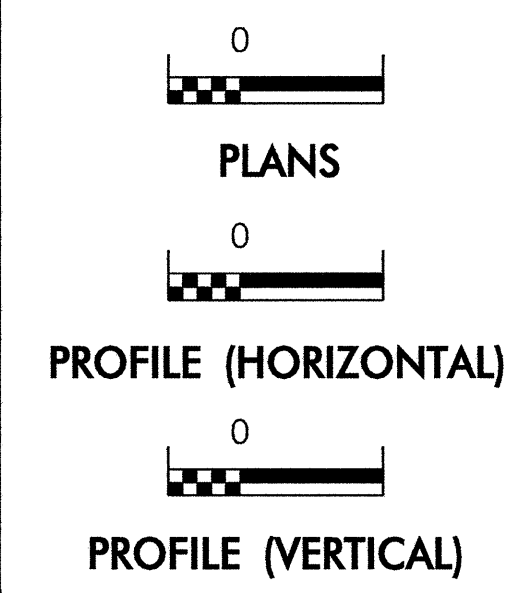 0
PLANS
0
PROFILE (HORIZONTAL)
0
PROFILE (VERTICAL)